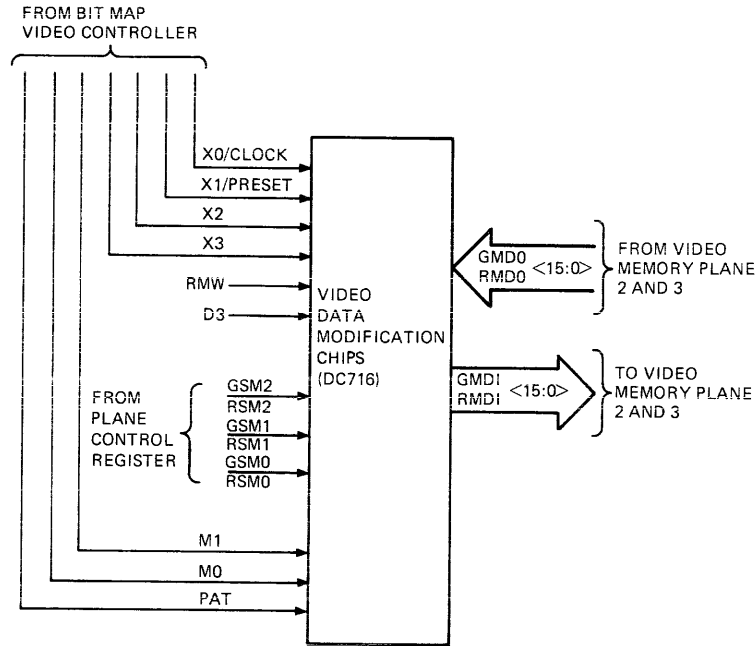 FROM BIT MAP
VIDEO CONTROLLER
X0/CLOCK
X1/PRESET
X2
X3
RMW
D3
VIDEO
DATA
MODIFICATION
CHIPS
(DC716)
GMD0
RMD0 <15:0>
FROM VIDEO
MEMORY PLANE
2 AND 3
GMDI
RMDI <15:0>
TO VIDEO
MEMORY PLANE
2 AND 3
FROM
PLANE
CONTROL
REGISTER
GSM2
RSM2
GSM1
RSM1
GSM0
RSM0
M1
M0
PAT